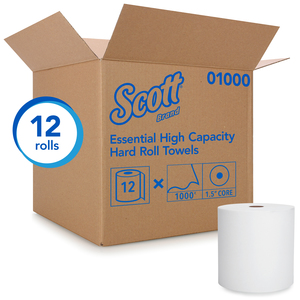 12
rolls
Scott
Brand
01000
Essential High Capacity
Hard Roll Towels
12 × 1000' 1.5" CORE